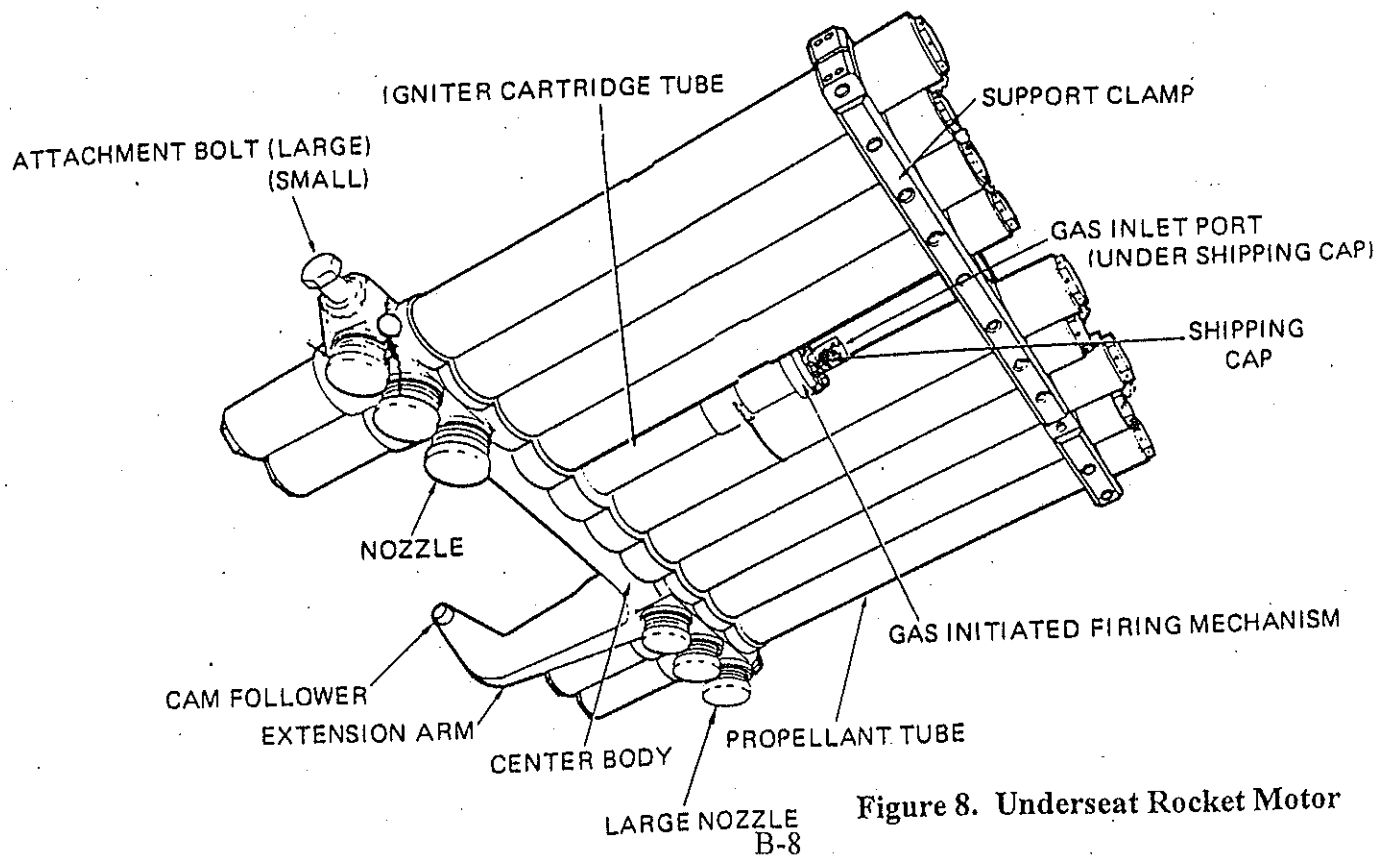 IGNITER CARTRIDGE TUBE
SUPPORT CLAMP
ATTACHMENT BOLT (LARGE)
(SMALL)
GAS INLET PORT
(UNDER SHIPPING CAP)
SHIPPING
CAP
NOZZLE
GAS INITIATED FIRING MECHANISM
CAM FOLLOWER
EXTENSION ARM
CENTER BODY
PROPELLANT TUBE
LARGE NOZZLE
Figure 8. Underseat Rocket Motor
B-8